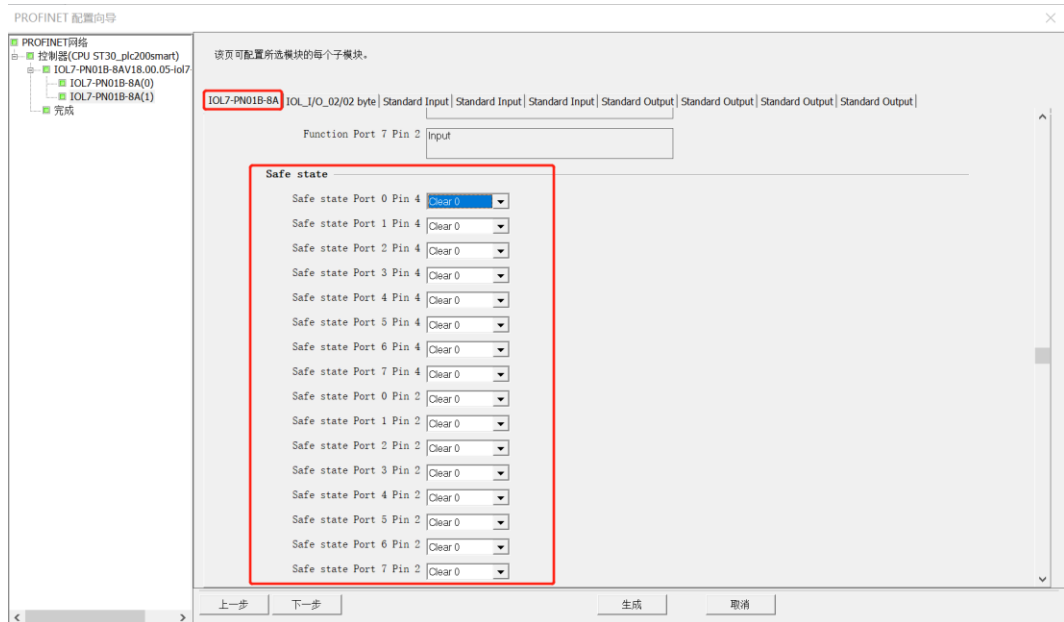 PROFINET 配置向导
PROFINET网络
控制器(CPU ST30_plc200smart)
IOL7-PN01B-8AV18.00.05-iol7-
IOL7-PN01B-8A(0)
IOL7-PN01B-8A(1)
完成
该页可配置所选模块的每个子模块。
IOL7-PN01B-8A IOL_I/O_02/02 byte Standard Input Standard Input Standard Input Standard Output Standard Output Standard Output Standard Output
Function Port 7 Pin 2 Input
Safe state
Safe state Port 0 Pin 4 Clear 0
Safe state Port 1 Pin 4 Clear 0
Safe state Port 2 Pin 4 Clear 0
Safe state Port 3 Pin 4 Clear 0
Safe state Port 4 Pin 4 Clear 0
Safe state Port 5 Pin 4 Clear 0
Safe state Port 6 Pin 4 Clear 0
Safe state Port 7 Pin 4 Clear 0
Safe state Port 0 Pin 2 Clear 0
Safe state Port 1 Pin 2 Clear 0
Safe state Port 2 Pin 2 Clear 0
Safe state Port 3 Pin 2 Clear 0
Safe state Port 4 Pin 2 Clear 0
Safe state Port 5 Pin 2 Clear 0
Safe state Port 6 Pin 2 Clear 0
Safe state Port 7 Pin 2 Clear 0
上一步 下一步 生成 取消